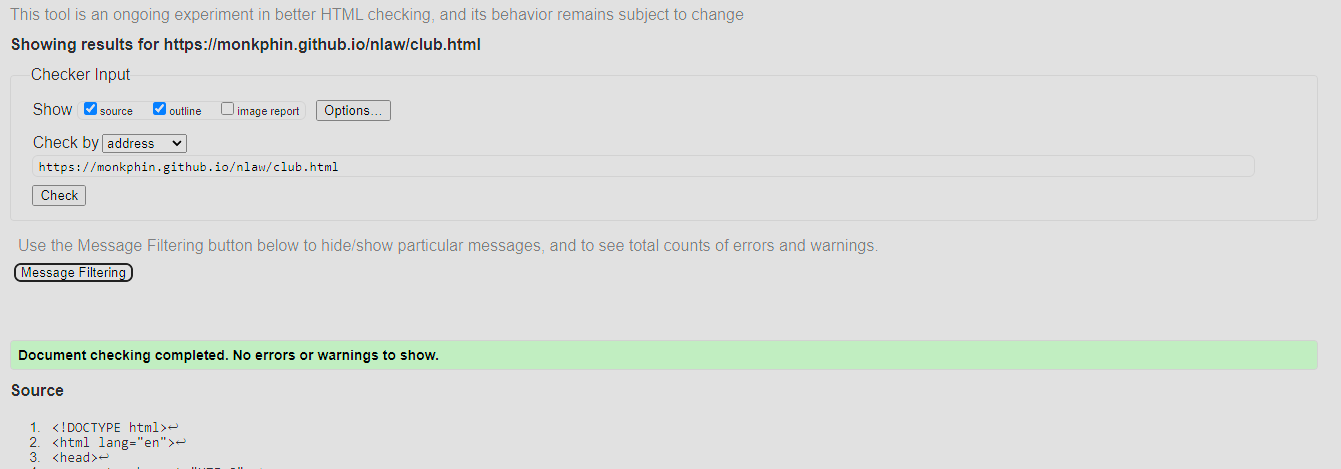 This tool is an ongoing experiment in better HTML checking, and its behavior remains subject to change
Showing results for https://monkphin.github.io/nlaw/club.html
Checker Input
Show source outline image report Options...
Check by address
https://monkphin.github.io/nlaw/club.html
Check
Use the Message Filtering button below to hide/show particular messages, and to see total counts of errors and warnings.
Message Filtering
Document checking completed. No errors or warnings to show.
Source
1. <!DOCTYPE html>↩
2. <html lang="en">↩
3. <head>↩